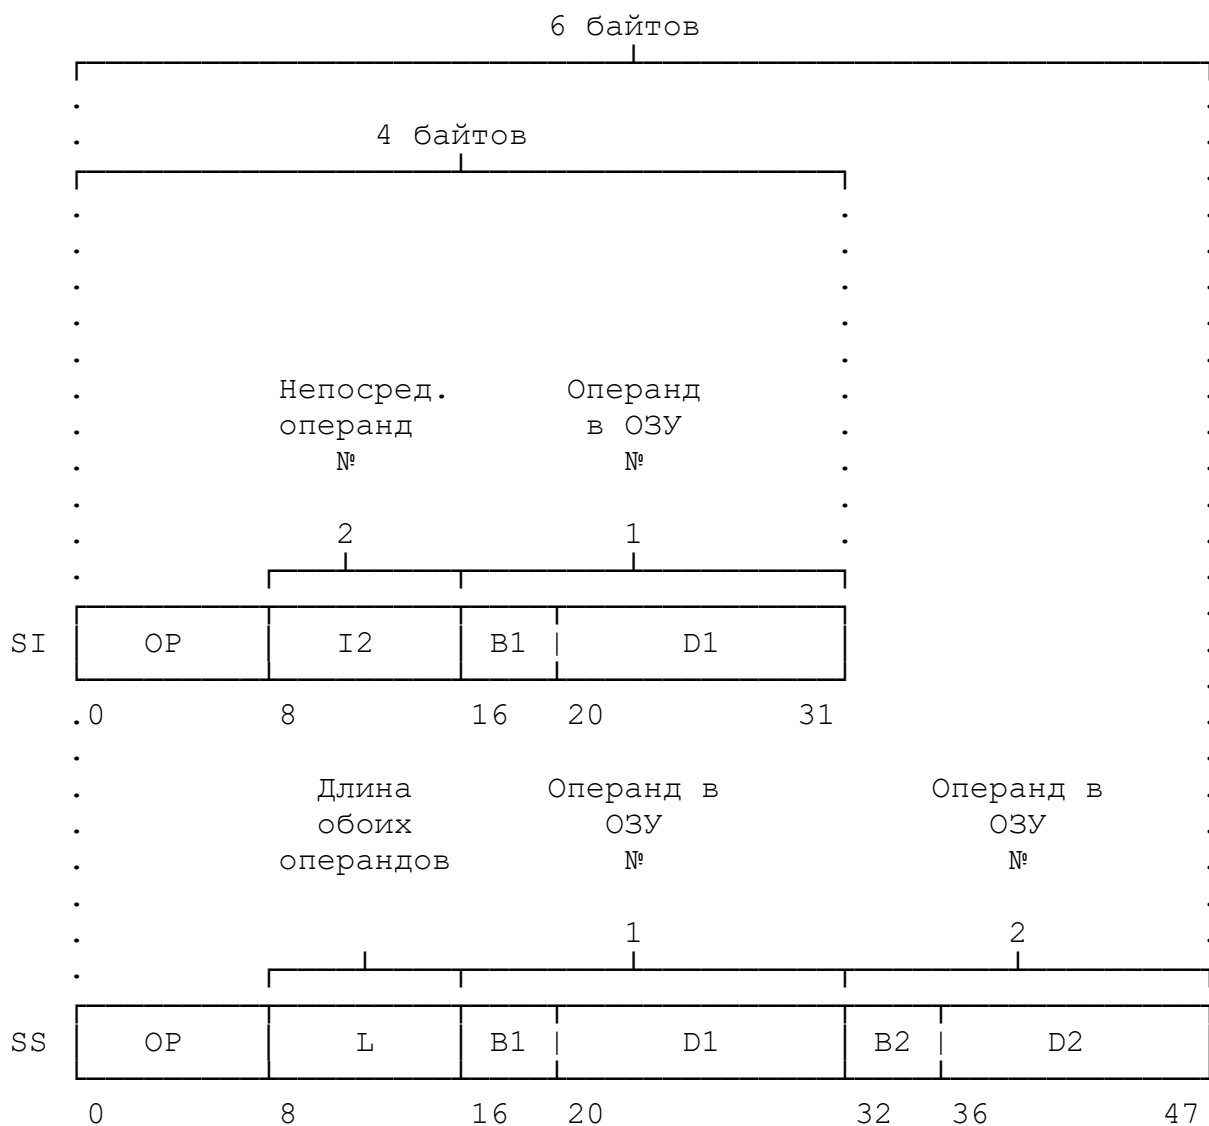 6 байтов
4 байтов
Непосред. Операнд
операнд в ОЗУ
№ №
2 1
SI OP I2 B1 D1
0 8 16 20 31
Длина Операнд в Операнд в
обоих ОЗУ ОЗУ
операндов № №
1 2
SS OP L B1 D1 B2 D2
0 8 16 20 32 36 47